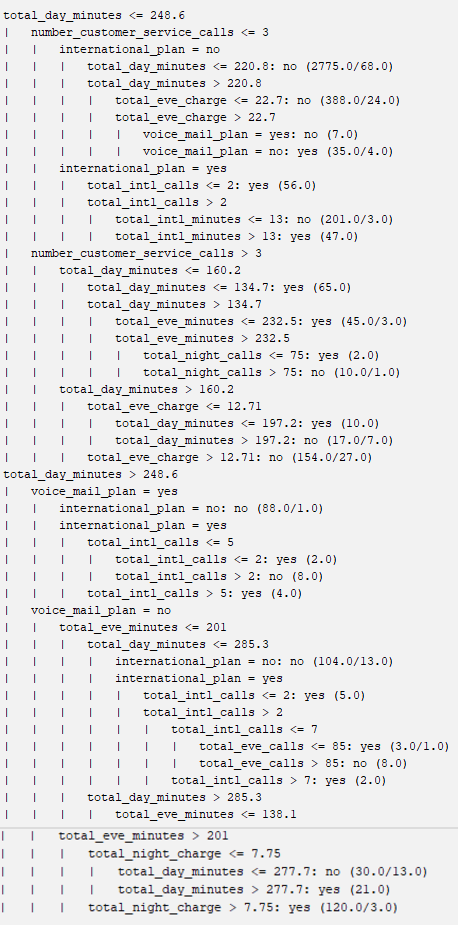 total_day_minutes <= 248.6
|   number_customer_service_calls <= 3
|   |   international_plan = no
|   |   |   total_day_minutes <= 220.8: no (2775.0/68.0)
|   |   |   total_day_minutes > 220.8
|   |   |   |   total_eve_charge <= 22.7: no (388.0/24.0)
|   |   |   |   total_eve_charge > 22.7
|   |   |   |   |   voice_mail_plan = yes: no (7.0)
|   |   |   |   |   voice_mail_plan = no: yes (35.0/4.0)
|   |   international_plan = yes
|   |   |   total_intl_calls <= 2: yes (56.0)
|   |   |   total_intl_calls > 2
|   |   |   |   total_intl_minutes <= 13: no (201.0/3.0)
|   |   |   |   total_intl_minutes > 13: yes (47.0)
|   number_customer_service_calls > 3
|   |   total_day_minutes <= 160.2
|   |   |   total_day_minutes <= 134.7: yes (65.0)
|   |   |   total_day_minutes > 134.7
|   |   |   |   total_eve_minutes <= 232.5: yes (45.0/3.0)
|   |   |   |   total_eve_minutes > 232.5
|   |   |   |   |   total_night_calls <= 75: yes (2.0)
|   |   |   |   |   total_night_calls > 75: no (10.0/1.0)
|   |   total_day_minutes > 160.2
|   |   |   total_eve_charge <= 12.71
|   |   |   |   total_day_minutes <= 197.2: yes (10.0)
|   |   |   |   total_day_minutes > 197.2: no (17.0/7.0)
|   |   |   total_eve_charge > 12.71: no (154.0/27.0)
total_day_minutes > 248.6
|   voice_mail_plan = yes
|   |   international_plan = no: no (88.0/1.0)
|   |   international_plan = yes
|   |   |   total_intl_calls <= 5
|   |   |   |   total_intl_calls <= 2: yes (2.0)
|   |   |   |   total_intl_calls > 2: no (8.0)
|   |   |   total_intl_calls > 5: yes (4.0)
|   voice_mail_plan = no
|   |   total_eve_minutes <= 201
|   |   |   total_day_minutes <= 285.3
|   |   |   |   international_plan = no: no (104.0/13.0)
|   |   |   |   international_plan = yes
|   |   |   |   |   total_intl_calls <= 2: yes (5.0)
|   |   |   |   |   total_intl_calls > 2
|   |   |   |   |   |   total_intl_calls <= 7
|   |   |   |   |   |   |   total_eve_calls <= 85: yes (3.0/1.0)
|   |   |   |   |   |   |   total_eve_calls > 85: no (8.0)
|   |   |   |   |   |   total_intl_calls > 7: yes (2.0)
|   |   |   total_day_minutes > 285.3
|   |   |   |   total_eve_minutes <= 138.1
|   |   total_eve_minutes > 201
|   |   |   total_night_charge <= 7.75
|   |   |   |   total_day_minutes <= 277.7: no (30.0/13.0)
|   |   |   |   total_day_minutes > 277.7: yes (21.0)
|   |   |   total_night_charge > 7.75: yes (120.0/3.0)